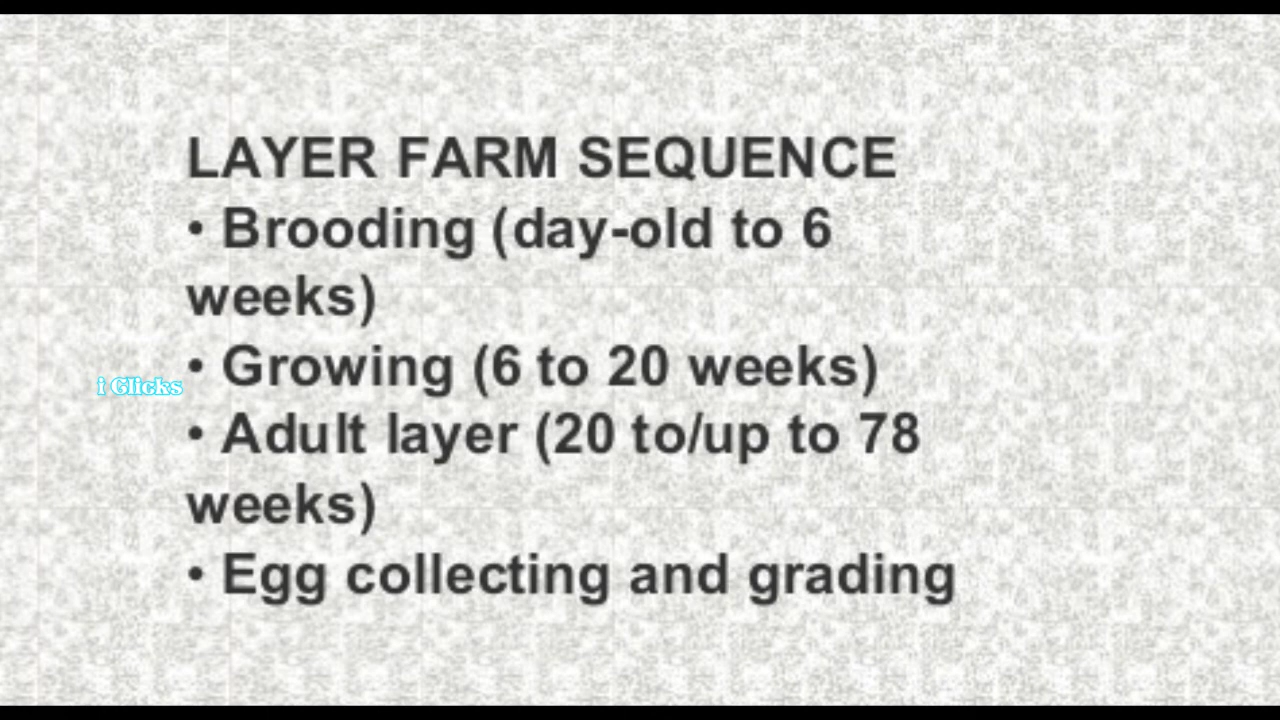 LAYER FARM SEQUENCE
• Brooding (day-old to 6
weeks)
• Growing (6 to 20 weeks)
i Glicks
• Adult layer (20 to/up to 78
weeks)
• Egg collecting and grading